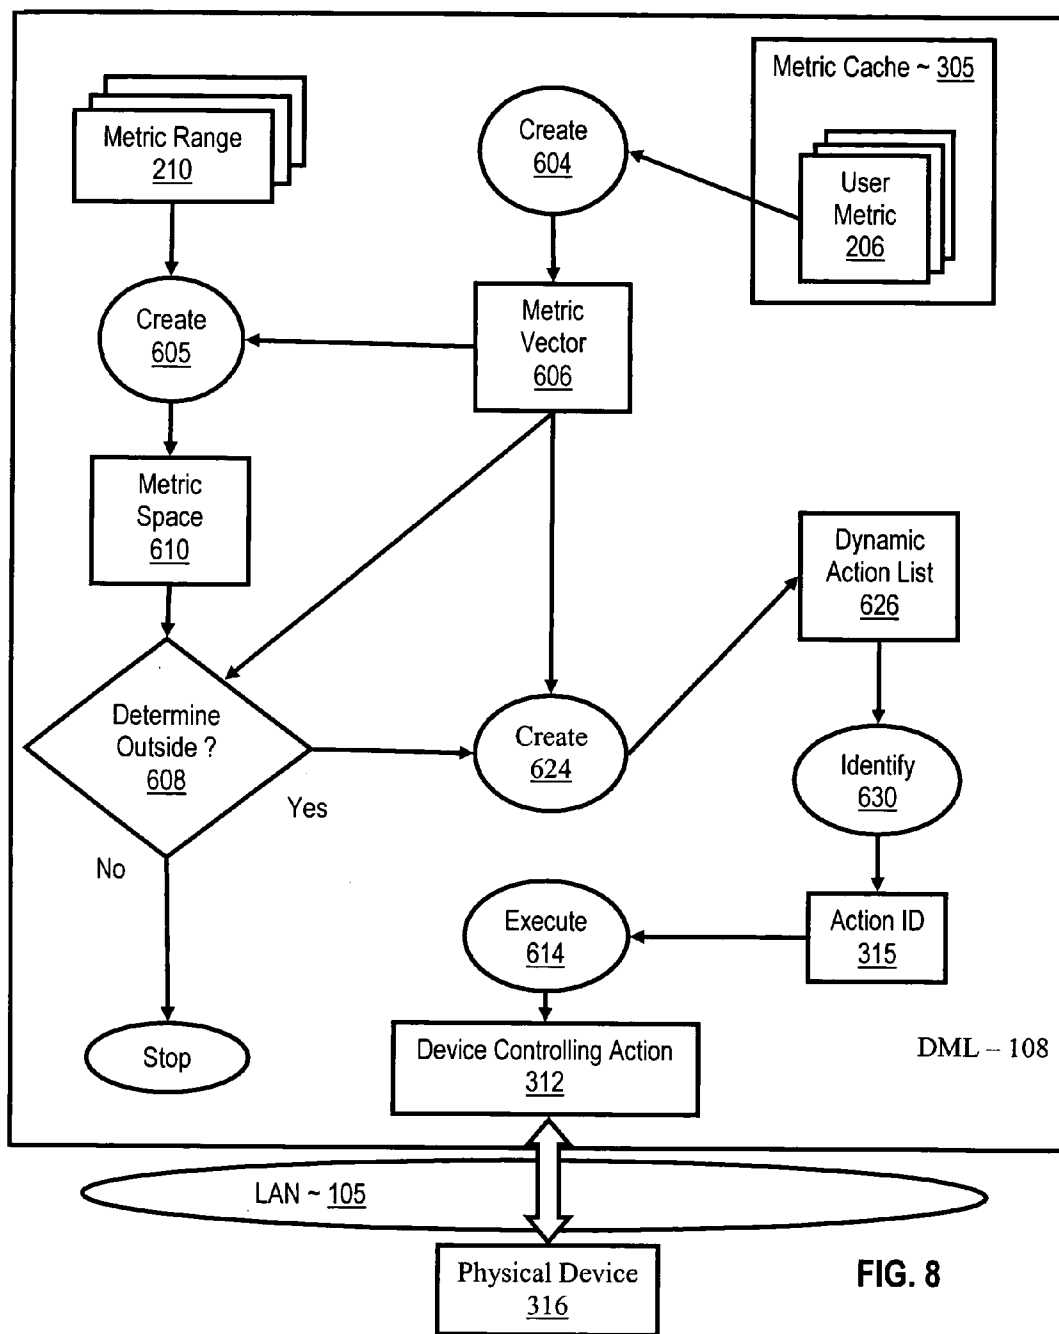 Metric Cache ~ 305
Metric Range
210
Create
604
User
Metric
206
Create
605
Metric
Vector
606
Metric
Space
610
Dynamic
Action List
626
Determine
Outside ?
608
Yes
No
Create
624
Identify
630
Execute
614
Action ID
315
Stop
Device Controlling Action
312
DML – 108
LAN ~ 105
Physical Device
316
FIG. 8